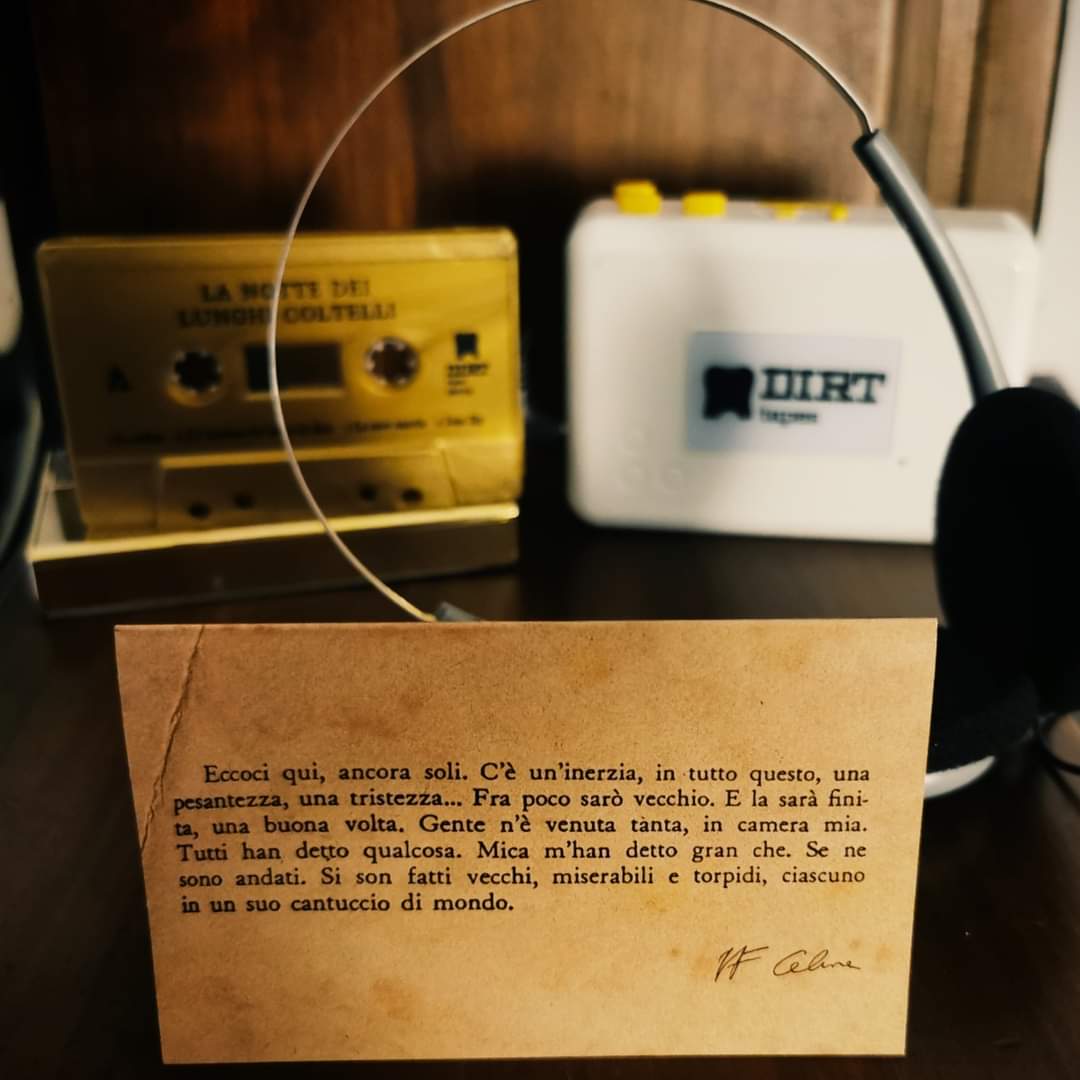 LA NOTTE DEI
LUNGHI COLTELLI
A
DIRT
DIRT
tapes
Eccoci qui, ancora soli. C'è un'inerzia, in tutto questo, una
pesantezza, una tristezza... Fra poco sarò vecchio. E la sarà fini-
ta, una buona volta. Gente n'è venuta tanta, in camera mia.
Tutti han detto qualcosa. Mica m'han detto gran che. Se ne
sono andati. Si son fatti vecchi, miserabili e torpidi, ciascuno
in un suo cantuccio di mondo.
Celine